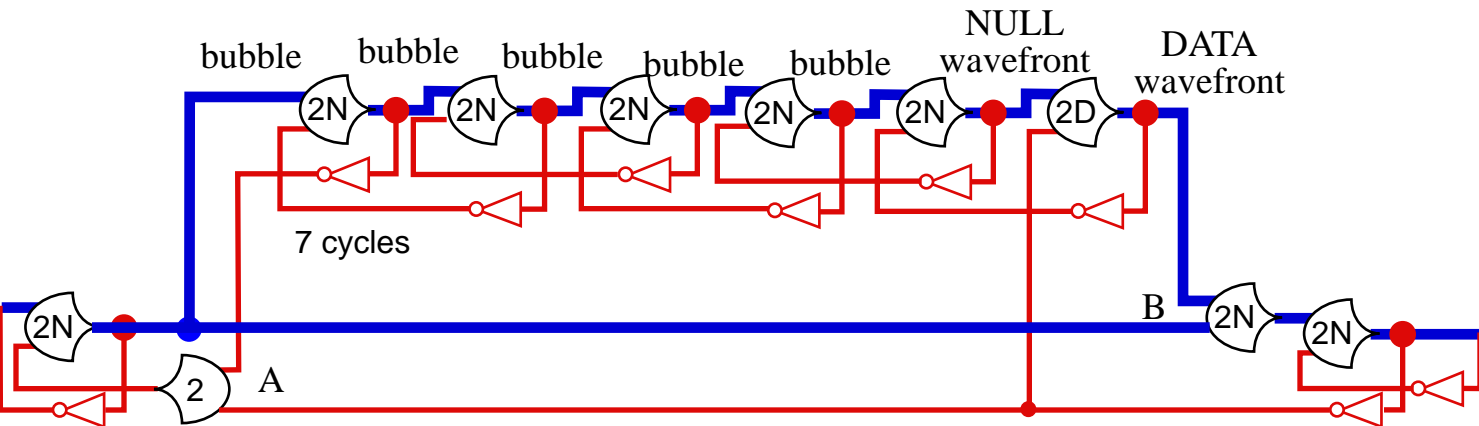 NULL
wavefront
DATA
wavefront
bubble
bubble
bubble
bubble
bubble
2N
2N
2N
2N
2N
2D
7 cycles
2N
B
2N
2N
2
A